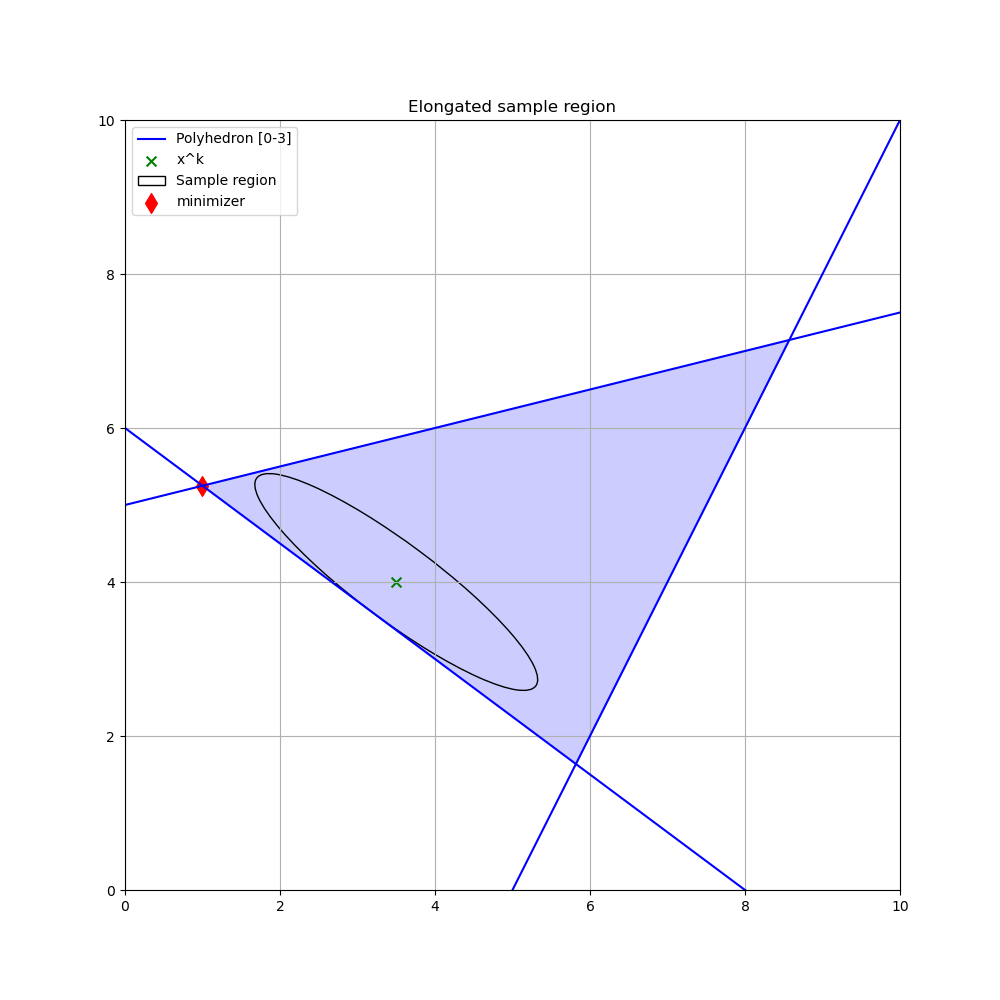 Elongated sample region
Polyhedron [0-3]
x^k
Sample region
minimizer
10
8
6
4
2
0
0 2 4 6 8 10